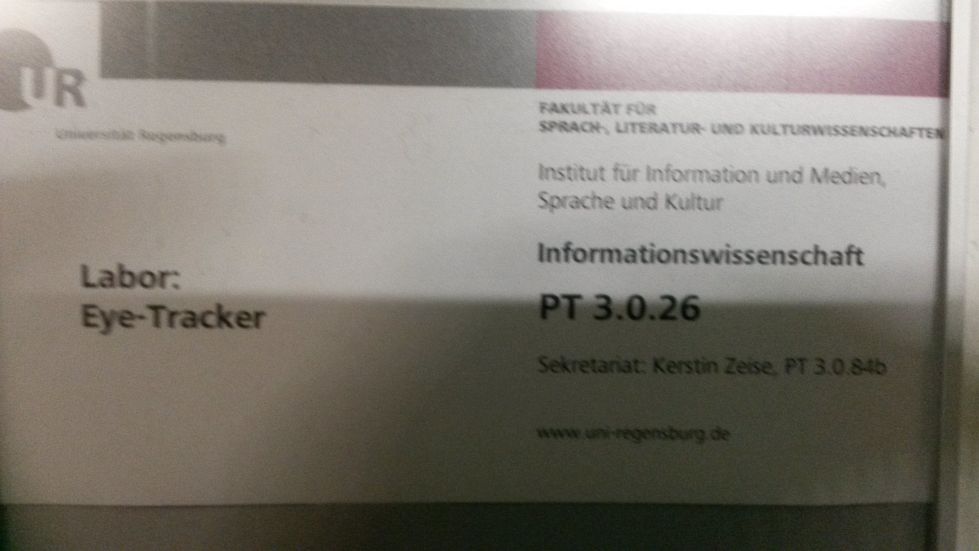 UR
Universität Regensburg
FAKULTÄT FÜR
SPRACH-, LITERATUR- UND KULTURWISSENSCHAFTEN
Institut für Information und Medien,
Sprache und Kultur
Informationswissenschaft
Labor:
Eye-Tracker
PT 3.0.26
Sekretariat: Kerstin Zeise, PT 3.0.84b
www.uni-regensburg.de